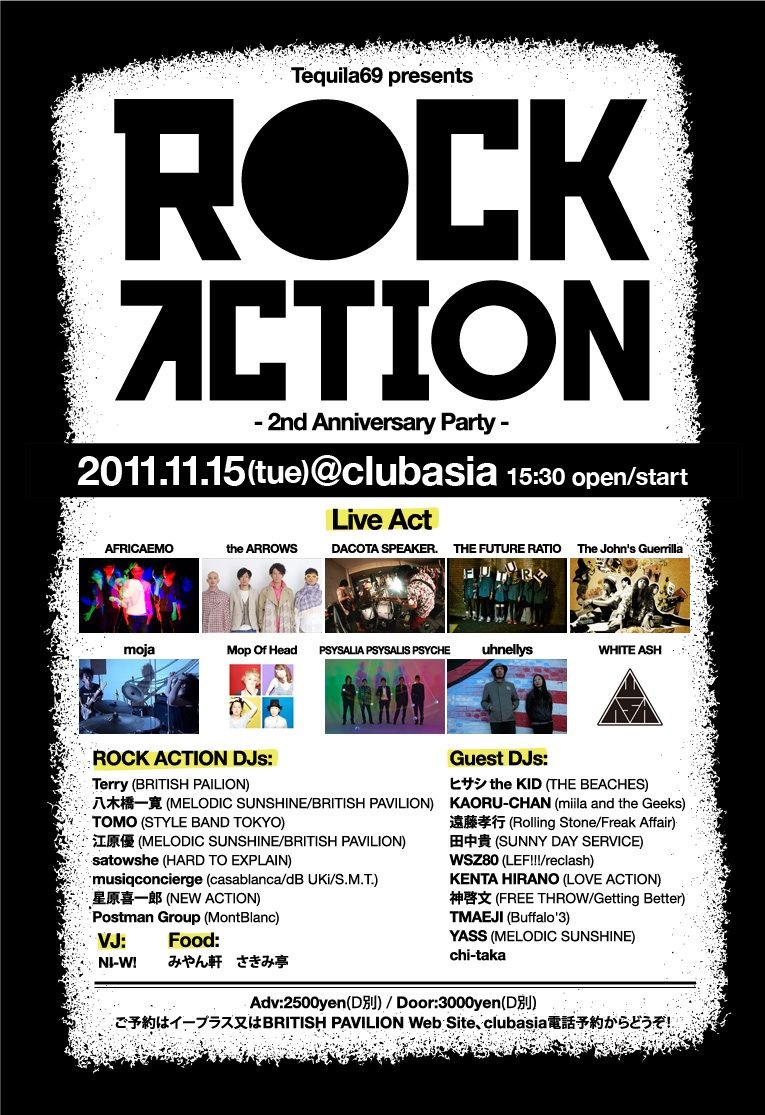 Tequila69 presents
ROCK
ACTION
- 2nd Anniversary Party -
2011.11.15(tue)@clubasia 15:30 open/start
Live Act
AFRICAEMO the ARROWS DACOTA SPEAKER. THE FUTURE RATIO The John's Guerrilla
FUTURE
moja Mop Of Head PSYSALIA PSYSALIS PSYCHE uhnellys WHITE ASH
ROCK ACTION DJs:
Terry (BRITISH PAILION)
八木橋一寛 (MELODIC SUNSHINE/BRITISH PAVILION)
TOMO (STYLE BAND TOKYO)
江原優 (MELODIC SUNSHINE/BRITISH PAVILION)
satowshe (HARD TO EXPLAIN)
musiqconcierge (casablanca/dB UKi/S.M.T.)
星原喜一郎 (NEW ACTION)
Postman Group (MontBlanc)
VJ: Food:
NI-W! みやん軒 さきみ亭
Guest DJs:
ヒサシ the KID (THE BEACHES)
KAORU-CHAN (miila and the Geeks)
遠藤孝行 (Rolling Stone/Freak Affair)
田中貴 (SUNNY DAY SERVICE)
WSZ80 (LEF!!!/reclash)
KENTA HIRANO (LOVE ACTION)
神啓文 (FREE THROW/Getting Better)
TMAEJI (Buffalo'3)
YASS (MELODIC SUNSHINE)
chi-taka
Adv:2500yen(D別) / Door:3000yen(D別)
ご予約はイープラス又はBRITISH PAVILION Web Site、clubasia電話予約からどうぞ!